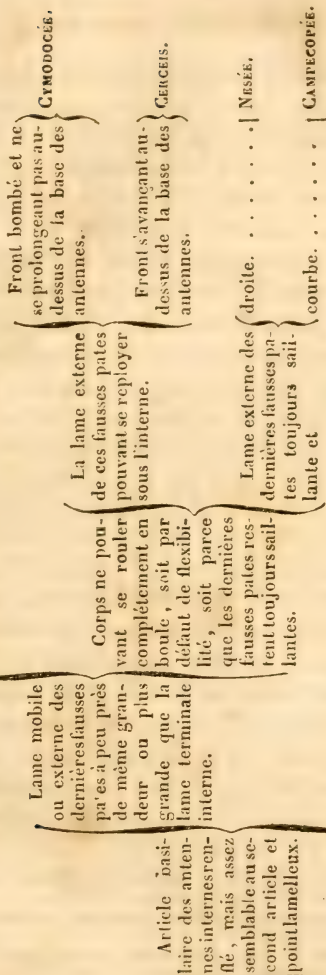 Article basi-
laire des anten-
nes internes ren-
flé, mais assez
semblable au se-
cond article et
point lamelleux.
Lame mobile
ou externe des
dernières fausses
pa'es à peu près
de même gran-
deur ou plus
grande que la
lame terminale
interne.
Corps ne pou-
vant se rouler
complétement en
boule, soit par
défaut de flexibi-
lité, soit parce
que les dernières
fausses pates res-
tent toujours sail-
lantes.
La lame externe
de ces fausses pates
pouvant se reployer
sous l'interne.
Front bombé et ne
se prolongeant pas au-
dessus de la base des
antennes.
CYMODOCÉE.
Front s'avançant au-
dessus de la base des
antennes.
CERCEIS.
Lame externe des
dernières fausses pa-
tes toujours sail-
lante et
droite. . . . . . . . NESÉE.
courbe. . . . . . . CAMPECOPÉE.